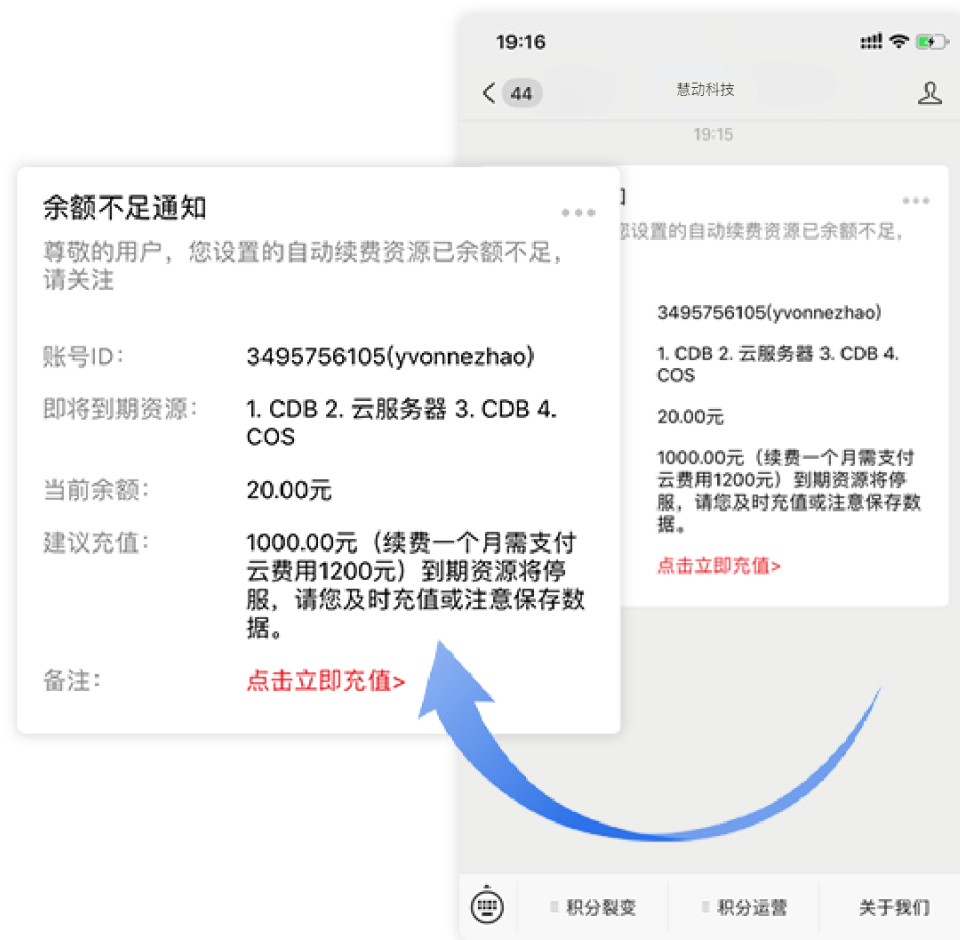 19:16
44
慧动科技
19:15
余额不足通知
尊敬的用户，您设置的自动续费资源已余额不足，
请关注
账号ID：
3495756105(yvonnezhao)
即将到期资源：
1. CDB 2. 云服务器 3. CDB 4.
COS
当前余额：
20.00元
建议充值：
1000.00元（续费一个月需支付
云费用1200元）到期资源将停
服，请您及时充值或注意保存数
据。
备注：
点击立即充值>
您设置的自动续费资源已余额不足，
3495756105(yvonnezhao)
1. CDB 2. 云服务器 3. CDB 4.
COS
20.00元
1000.00元（续费一个月需支付
云费用1200元）到期资源将停
服，请您及时充值或注意保存数
据。
点击立即充值>
积分裂变
积分运营
关于我们